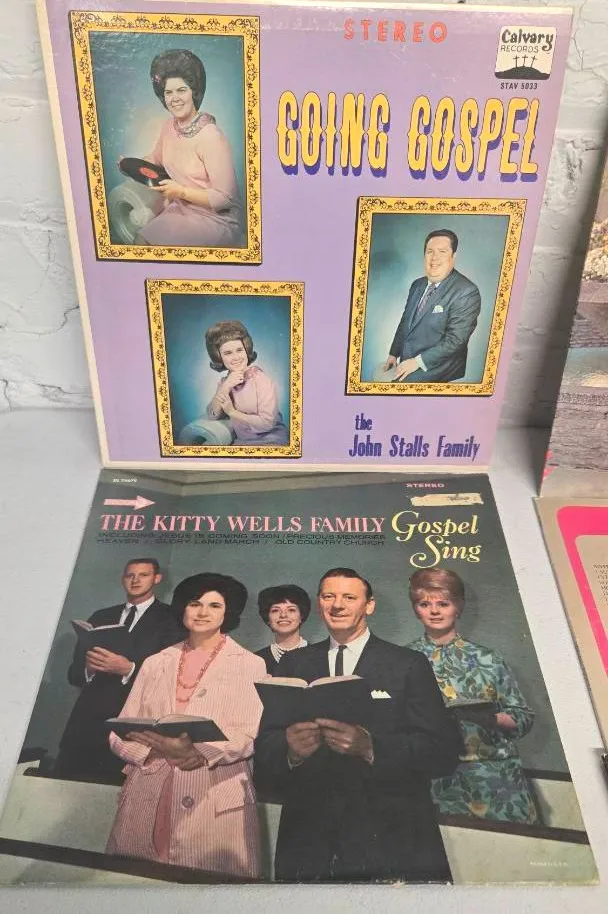 STEREO
Calvary
RECORDS
STAV 5033
GOING GOSPEL
the
John Stalls Family
STEREO
THE KITTY WELLS FAMILY
Gospel
Sing
INCLUDING: JESUS IS COMING SOON / PRECIOUS MEMORIES
HEAVEN / GLORY LAND MARCH / OLD COUNTRY CHURCH